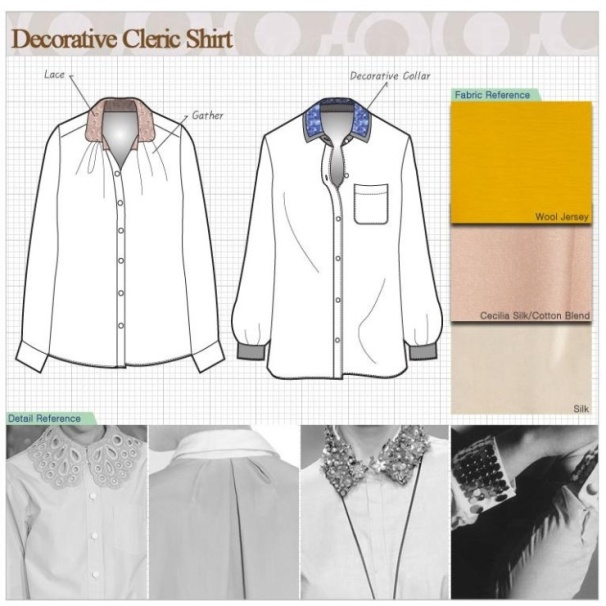 Decorative Cleric Shirt
Lace
Gather
Decorative Collar
Fabric Reference
Wool Jersey
Cecilia Silk/Cotton Blend
Silk
Detail Reference